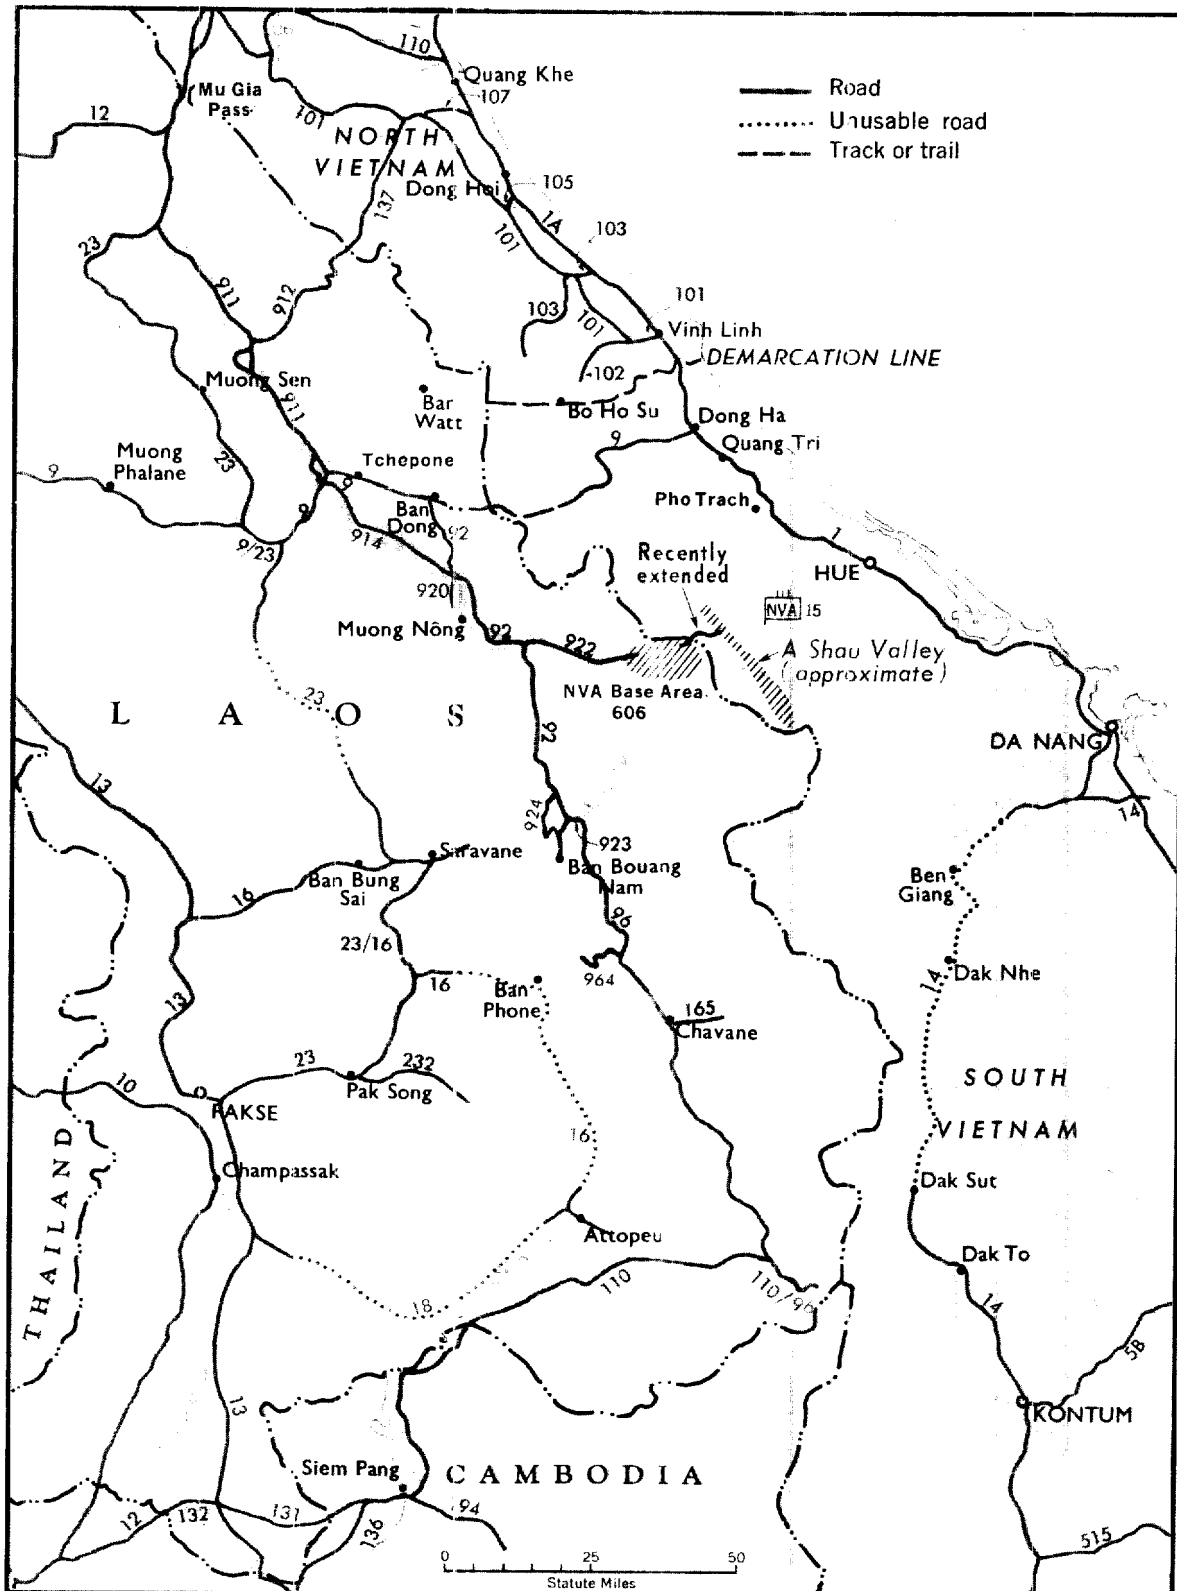 110
Quang Khe
107
Mu Gia
Pass
12
101
NORTH
VIETNAM
Road
Unusable road
Track or trail
Dong Hoi
105
137
1A
101
103
23
911
912
103
101
101
Vinh Linh
102
DEMARCATION LINE
Muong Sen
911
Bar
Watt
Bo Ho Su
Dong Ha
9
Quang Tri
Muong
Phalane
9
23
Tchepone
9
Pho Trach
Ban
Dong
92
9
9/23
914
1
HUE
Recently
extended
920
NVA 15
Muong Nông
92
922
A Shau Valley
(approximate)
NVA Base Area
606
LAOS
23
92
DA NANG
13
924
14
923
Saravane
Ban Bouang
Nam
Ban Bung
Sai
16
Ben
Giang
96
23/16
964
16
Ban
Phone
14
Dak Nhe
13
165
Chavane
23
232
Pak Song
10
PAKSE
SOUTH
VIETNAM
THAILAND
16
Champassak
Dak Sut
Attopeu
Dak To
110
110/96
18
14
5B
13
KONTUM
Siem Pang
CAMBODIA
12
132
131
136
94
515
0 25 50
Statute Miles